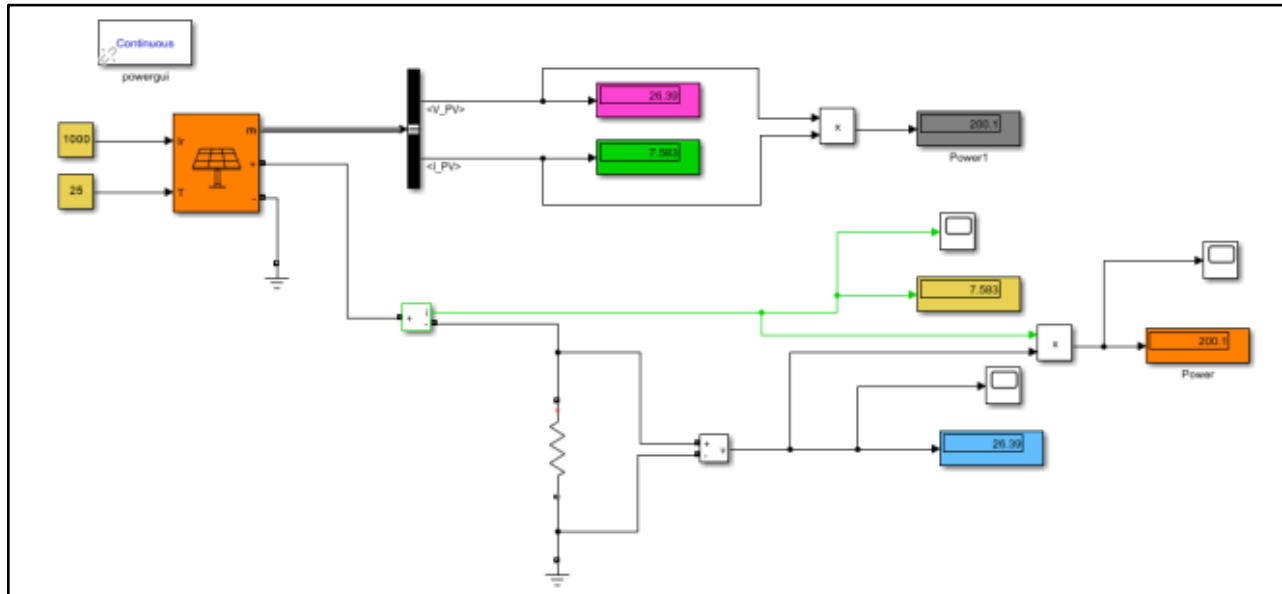 Continuous
powergui
1000
25
Ir
T
m
+
-
<V_PV>
<I_PV>
26.39
7.583
×
200.1
Power1
7.583
+
i
-
×
200.1
Power
+
-
v
26.39